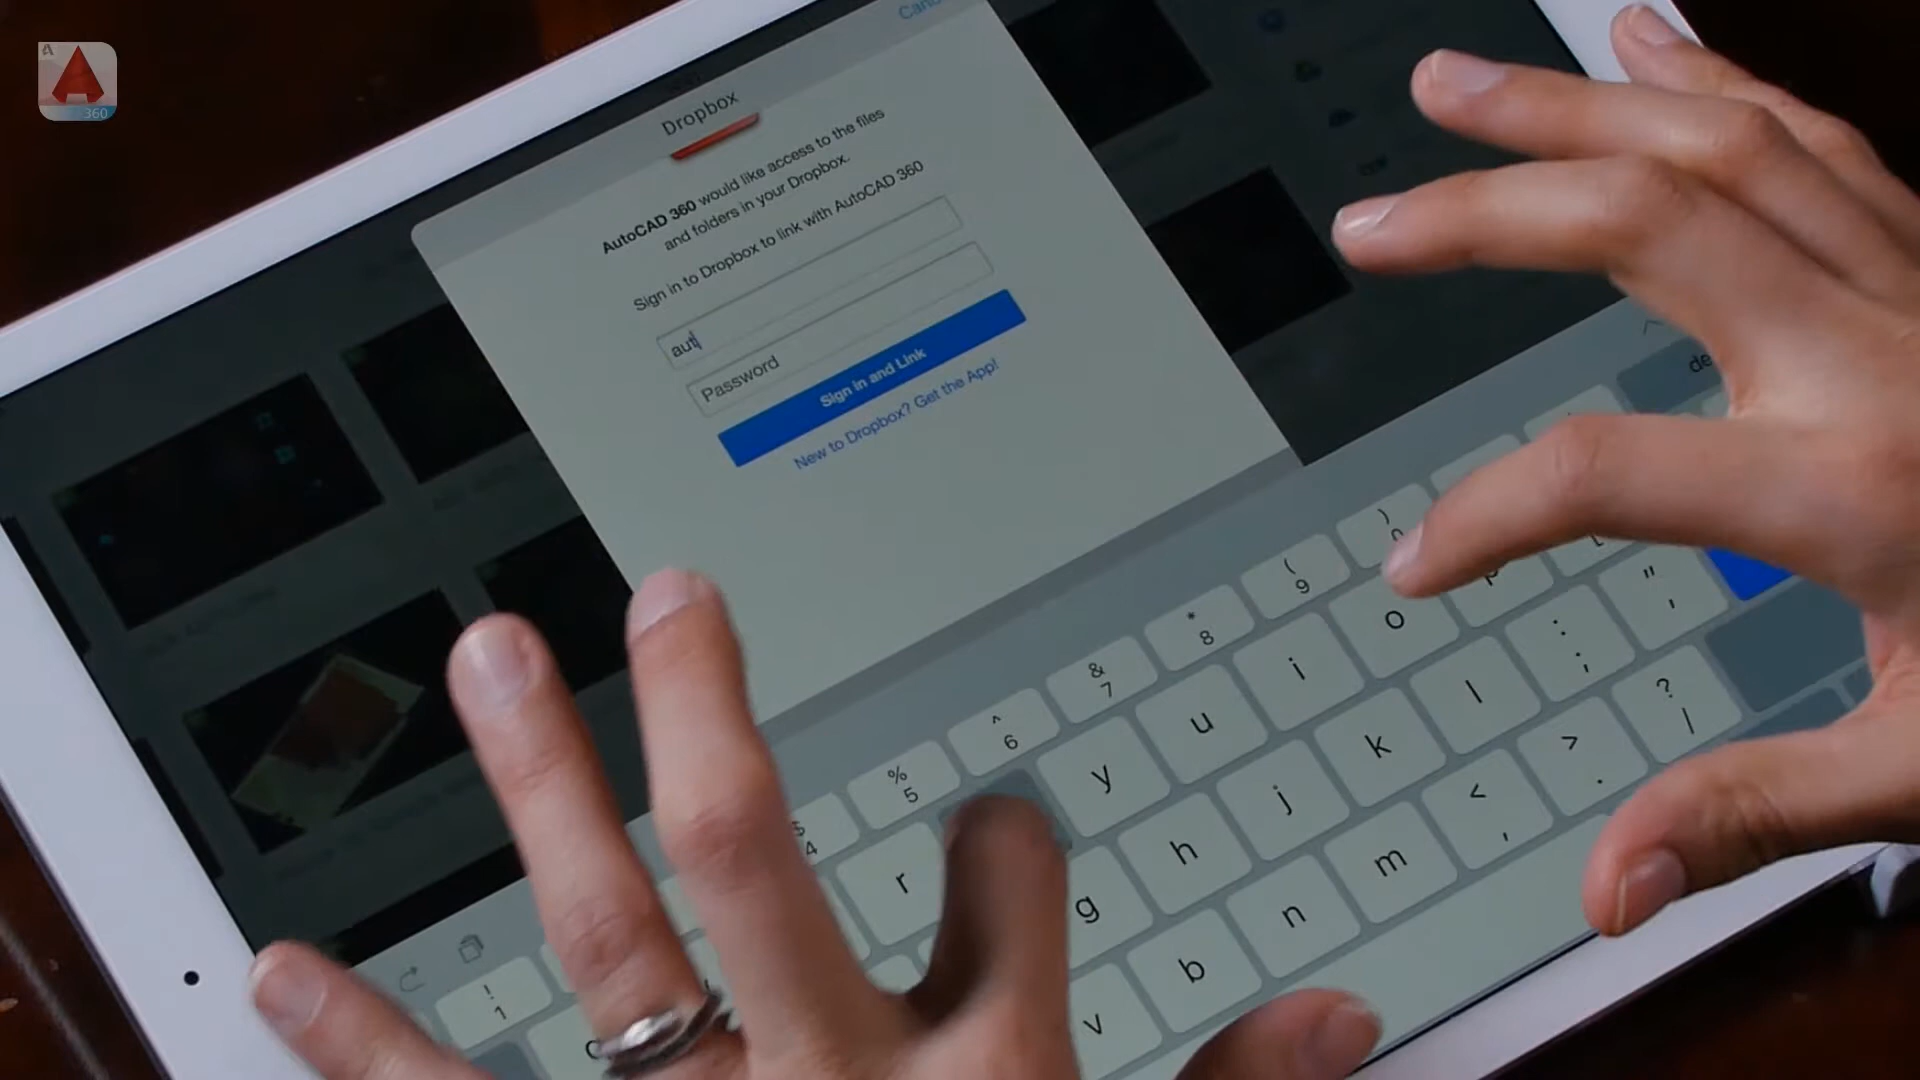 A
360
Dropbox
AutoCAD 360 would like access to the files
and folders in your Dropbox.
Sign in to Dropbox to link with AutoCAD 360
aut
Password
Sign in and Link
New to Dropbox? Get the App!
de
!
1
$
4
%
5
^
6
&
7
*
8
(
9
)
r
y
u
i
o
p
[
g
h
j
k
l
:
;
"
'
v
b
n
m
<
,
>
.
?
/